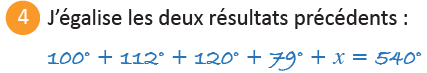 4 J'égalise les deux résultats précédents :
100° + 112° + 120° + 79° + x = 540°